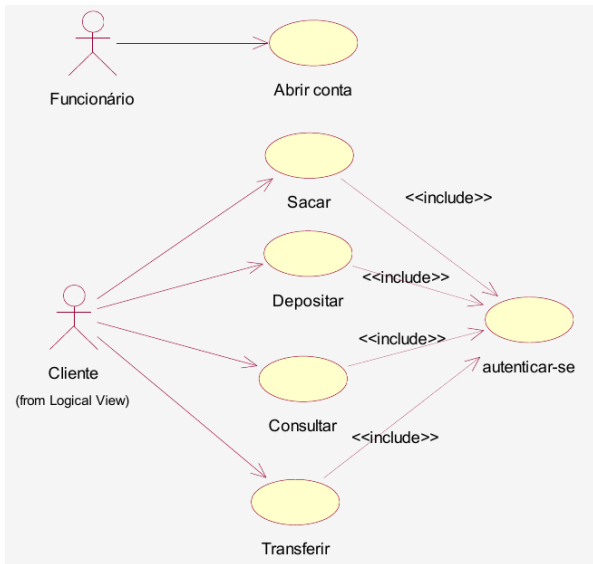 Funcionário
Abrir conta
Sacar
<<include>>
Depositar
<<include>>
Cliente
(from Logical View)
<<include>>
autenticar-se
Consultar
<<include>>
Transferir